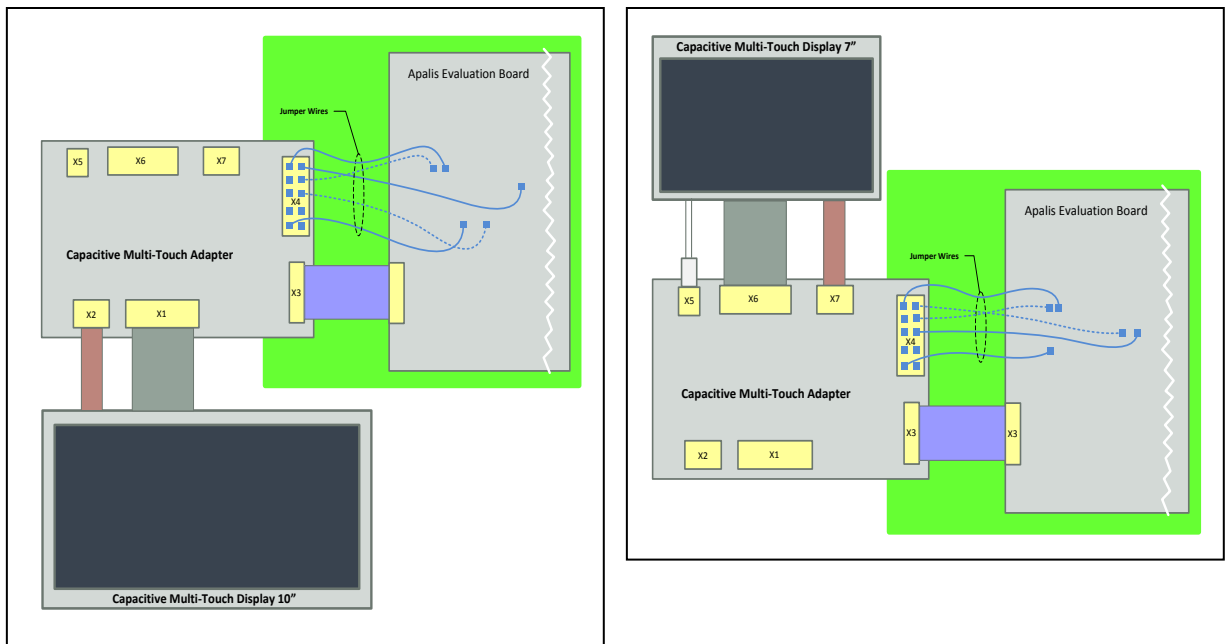 Apalis Evaluation Board
Jumper Wires
X5
X6
X7
X4
Capacitive Multi-Touch Adapter
X3
X2
X1
Capacitive Multi-Touch Display 10”
Capacitive Multi-Touch Display 7”
Apalis Evaluation Board
Jumper Wires
X5
X6
X7
X4
Capacitive Multi-Touch Adapter
X3
X3
X2
X1